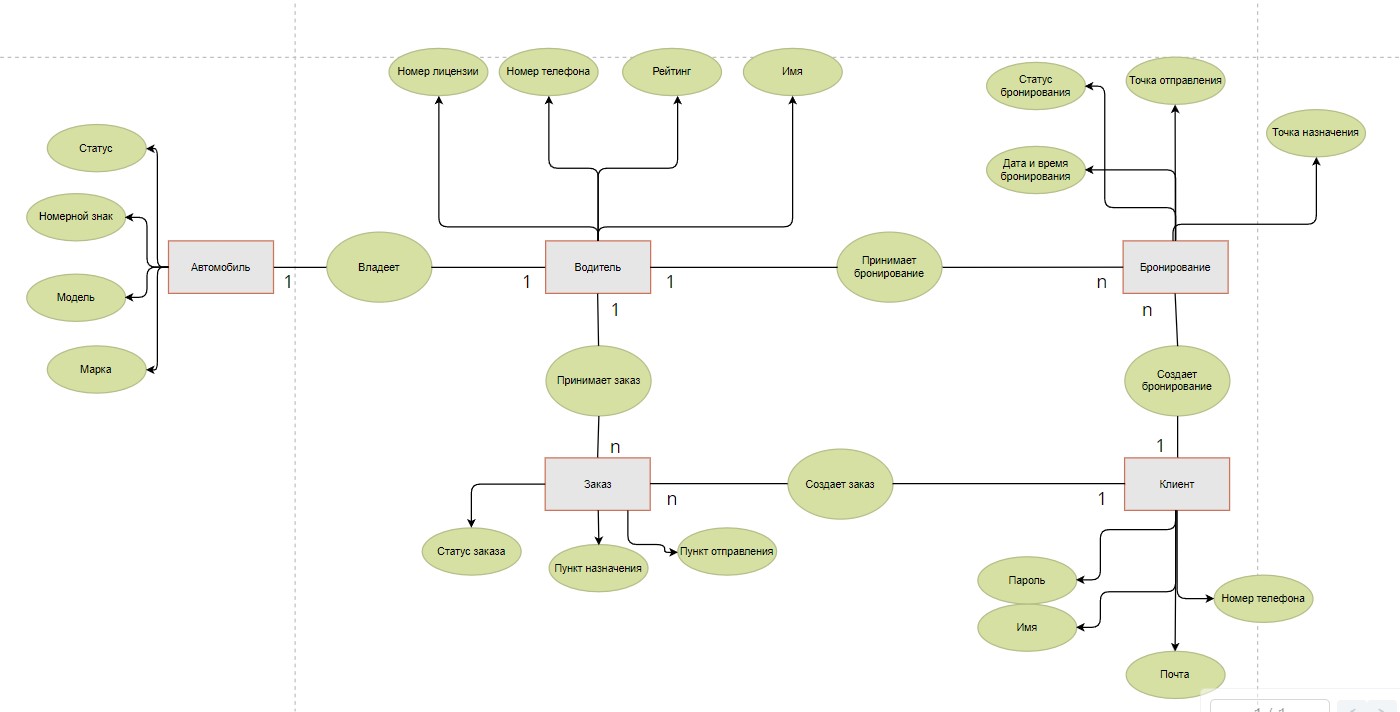 Номер лицензии
Номер телефона
Рейтинг
Имя
Статус
бронирования
Точка отправления
Точка назначения
Статус
Дата и время
бронирования
Номерной знак
Автомобиль
1
Владеет
1
Водитель
1
Принимает
бронирование
n
Бронирование
Модель
1
n
Марка
Принимает заказ
Создает
бронирование
n
1
Заказ
n
Создает заказ
1
Клиент
Статус заказа
Пункт назначения
Пункт отправления
Пароль
Имя
Номер телефона
Почта
1 / 1